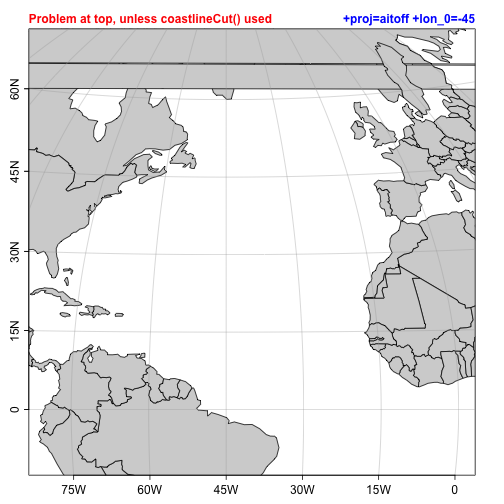 Problem at top, unless coastlineCut() used
+proj=aitoff +lon_0=-45
60N
45N
30N
15N
0
75W
60W
45W
30W
15W
0